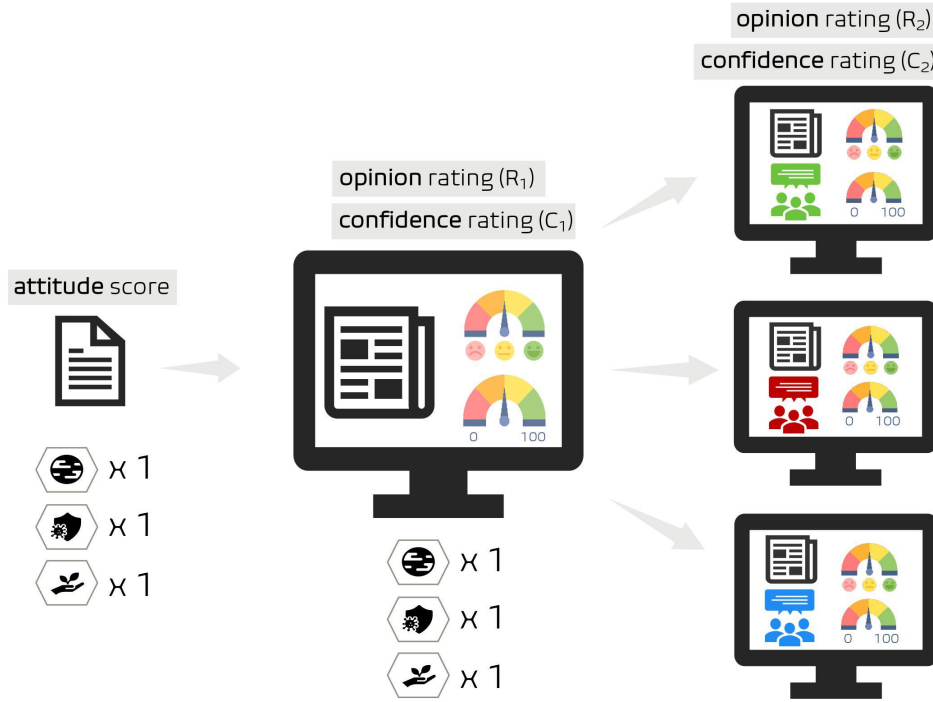 opinion rating (R₂)
confidence rating (C₂)
0 100
opinion rating (R₁)
confidence rating (C₁)
0 100
attitude score
x 1
x 1
x 1
x 1
x 1
x 1
0 100
0 100